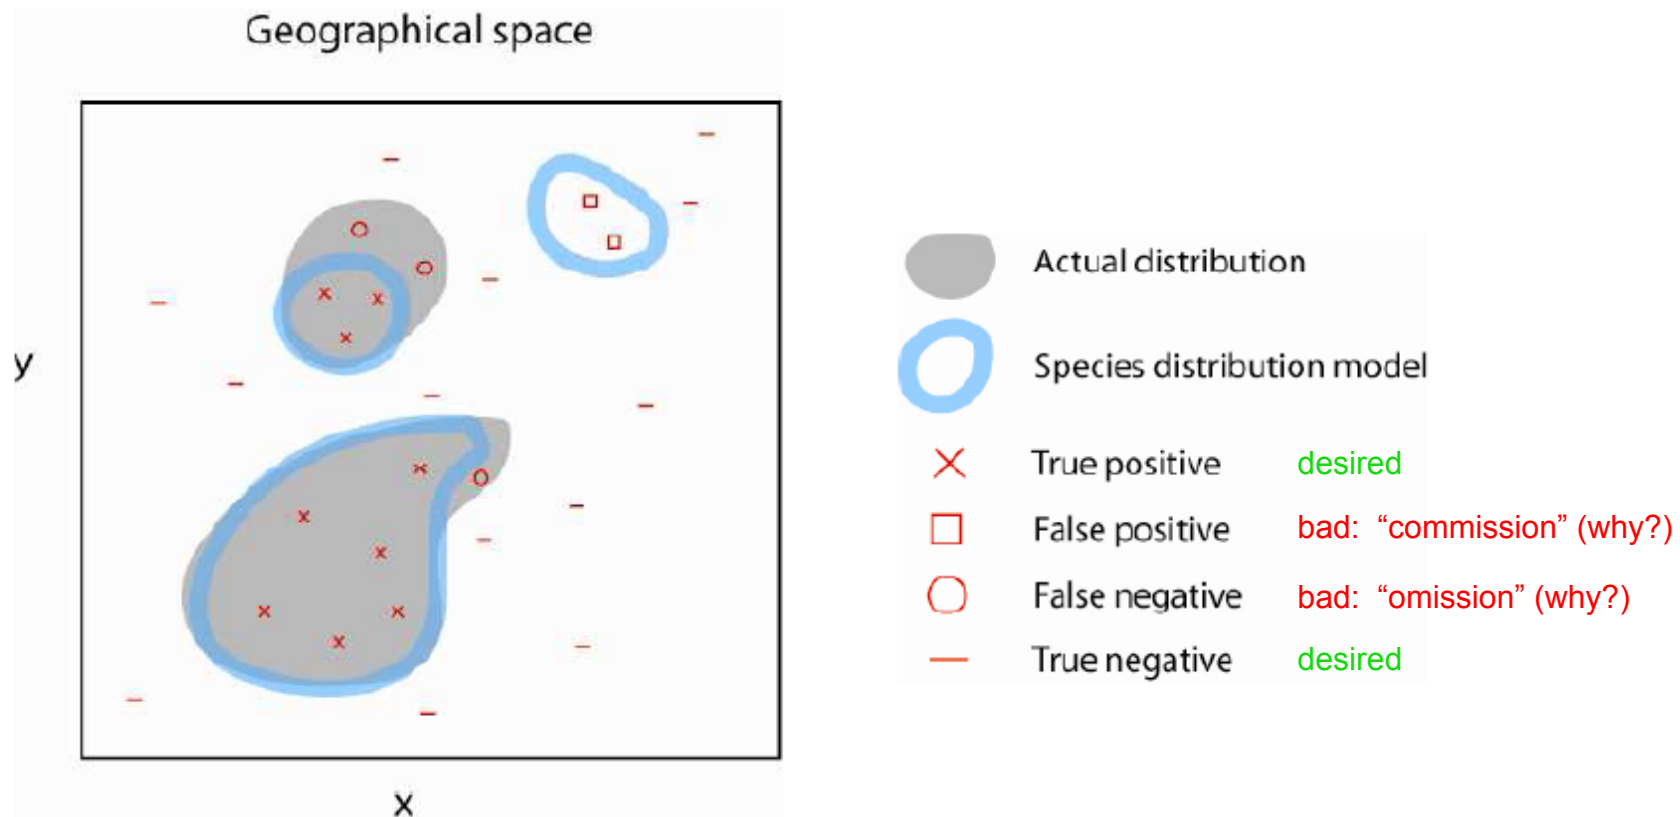 Geographical space
y
x
Actual distribution
Species distribution model
True positive desired
False positive bad: “commission” (why?)
False negative bad: “omission” (why?)
True negative desired